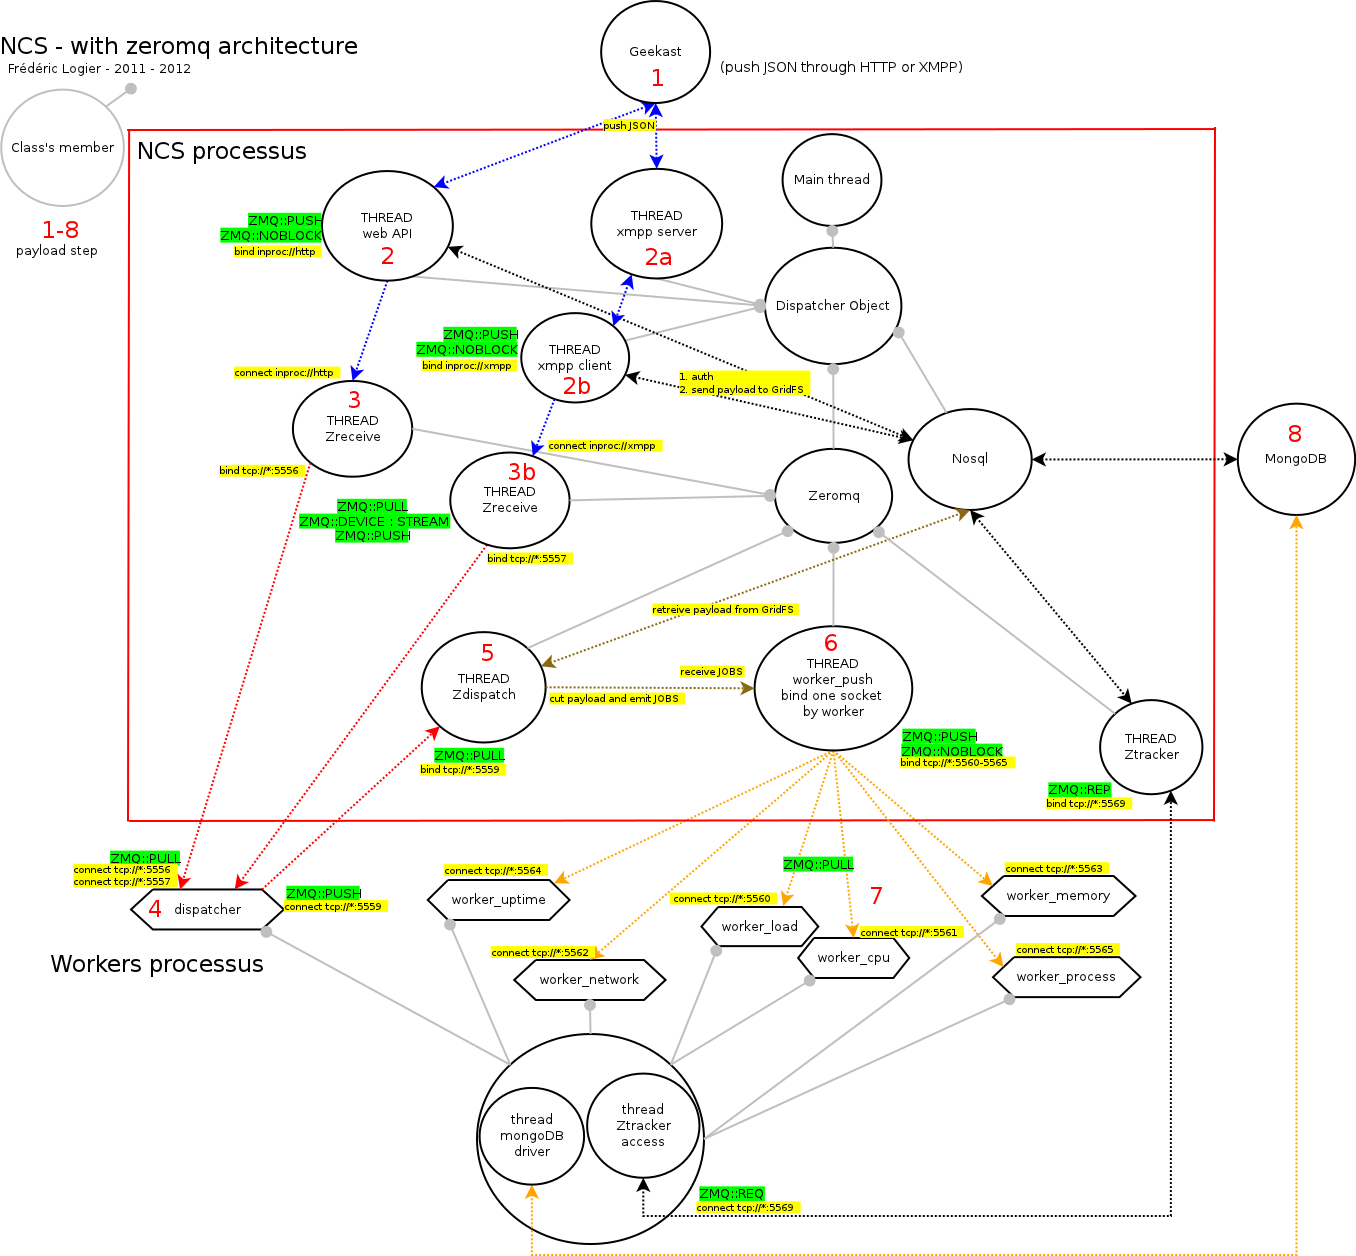 NCS - with zeromq architecture
Frédéric Logier - 2011 - 2012
Class's member
1-8
payload step
Geekast
1
(push JSON through HTTP or XMPP)
push JSON
NCS processus
Main thread
THREAD
web API
2
ZMQ::PUSH
ZMQ::NOBLOCK
bind inproc://http
THREAD
xmpp server
2a
Dispatcher Object
ZMQ::PUSH
ZMQ::NOBLOCK
bind inproc://xmpp
THREAD
xmpp client
2b
1. auth
2. send payload to GridFS
connect inproc://http
3
THREAD
Zreceive
bind tcp://*:5556
connect inproc://xmpp
3b
THREAD
Zreceive
bind tcp://*:5557
ZMQ::PULL
ZMQ::DEVICE : STREAM
ZMQ::PUSH
Zeromq
Nosql
8
MongoDB
retreive payload from GridFS
5
THREAD
Zdispatch
receive JOBS
cut payload and emit JOBS
ZMQ::PULL
bind tcp://*:5559
6
THREAD
worker_push
bind one socket
by worker
ZMQ::PUSH
ZMQ::NOBLOCK
bind tcp://*:5560-5565
THREAD
Ztracker
ZMQ::REP
bind tcp://*:5569
ZMQ::PULL
connect tcp://*:5556
connect tcp://*:5557
4 dispatcher
ZMQ::PUSH
connect tcp://*:5559
Workers processus
connect tcp://*:5564
worker_uptime
connect tcp://*:5562
worker_network
ZMQ::PULL
connect tcp://*:5560
worker_load
7
connect tcp://*:5561
worker_cpu
connect tcp://*:5563
worker_memory
connect tcp://*:5565
worker_process
thread
mongoDB
driver
thread
Ztracker
access
ZMQ::REQ
connect tcp://*:5569